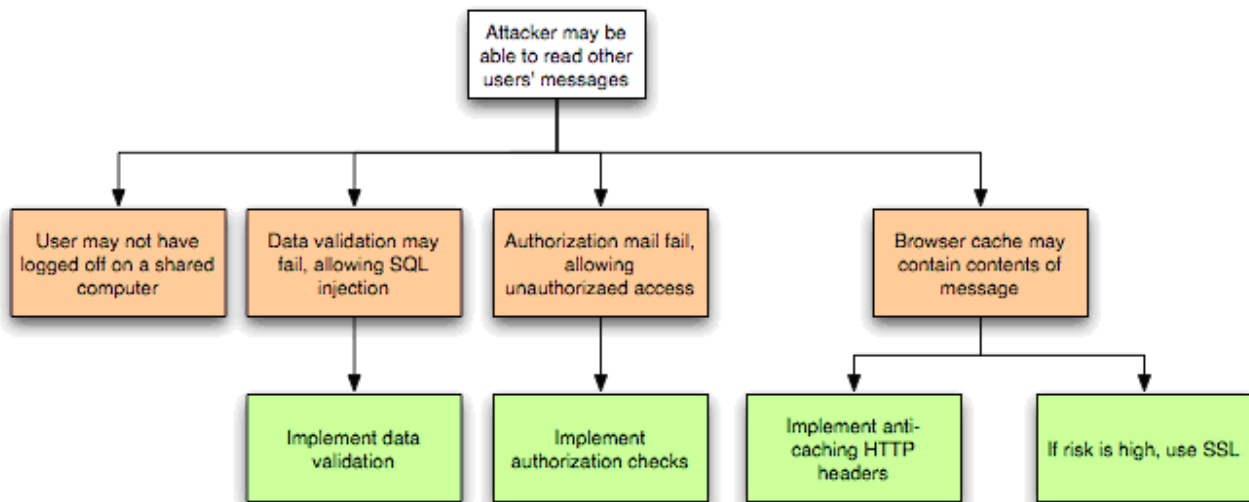 Attacker may be
able to read other
users' messages
User may not have
logged off on a shared
computer
Data validation may
fail, allowing SQL
injection
Authorization mail fail,
allowing
unauthorizaed access
Browser cache may
contain contents of
message
Implement data
validation
Implement
authorization checks
Implement anti-
caching HTTP
headers
If risk is high, use SSL